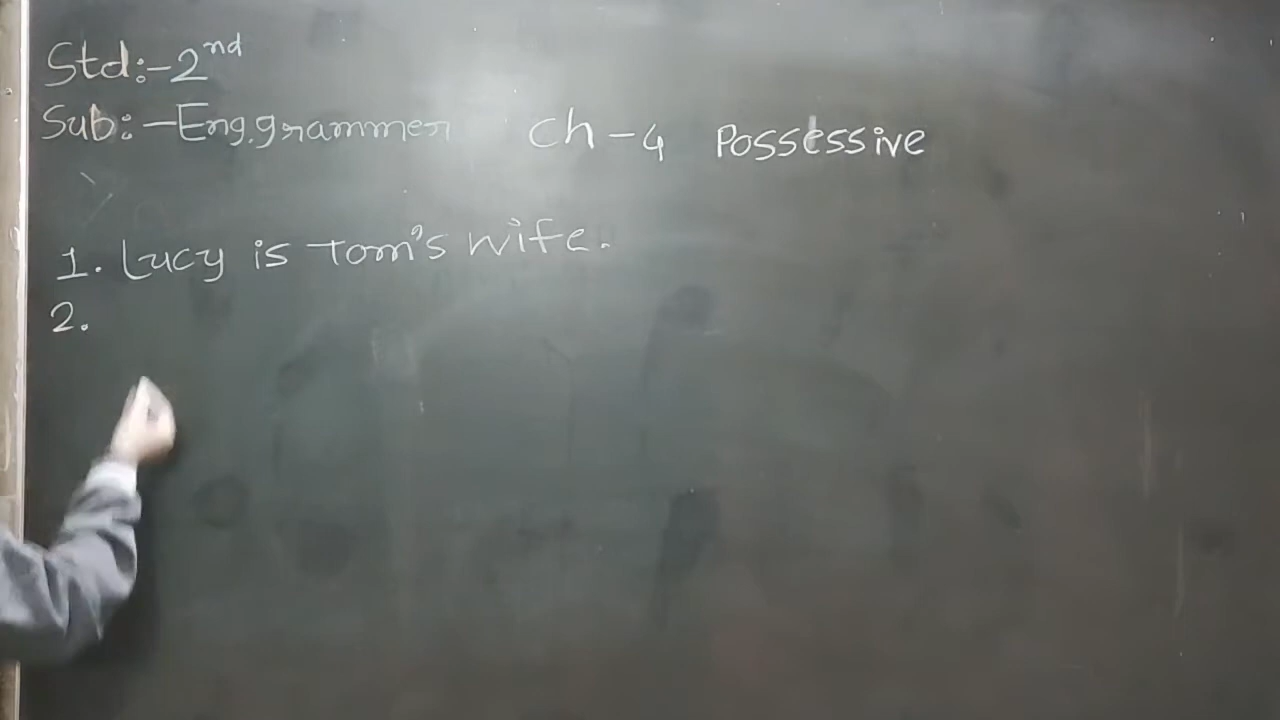 Std:-2nd
Sub:-Eng.grammer Ch-4 Possessive
1. Lucy is Tom's wife.
2.